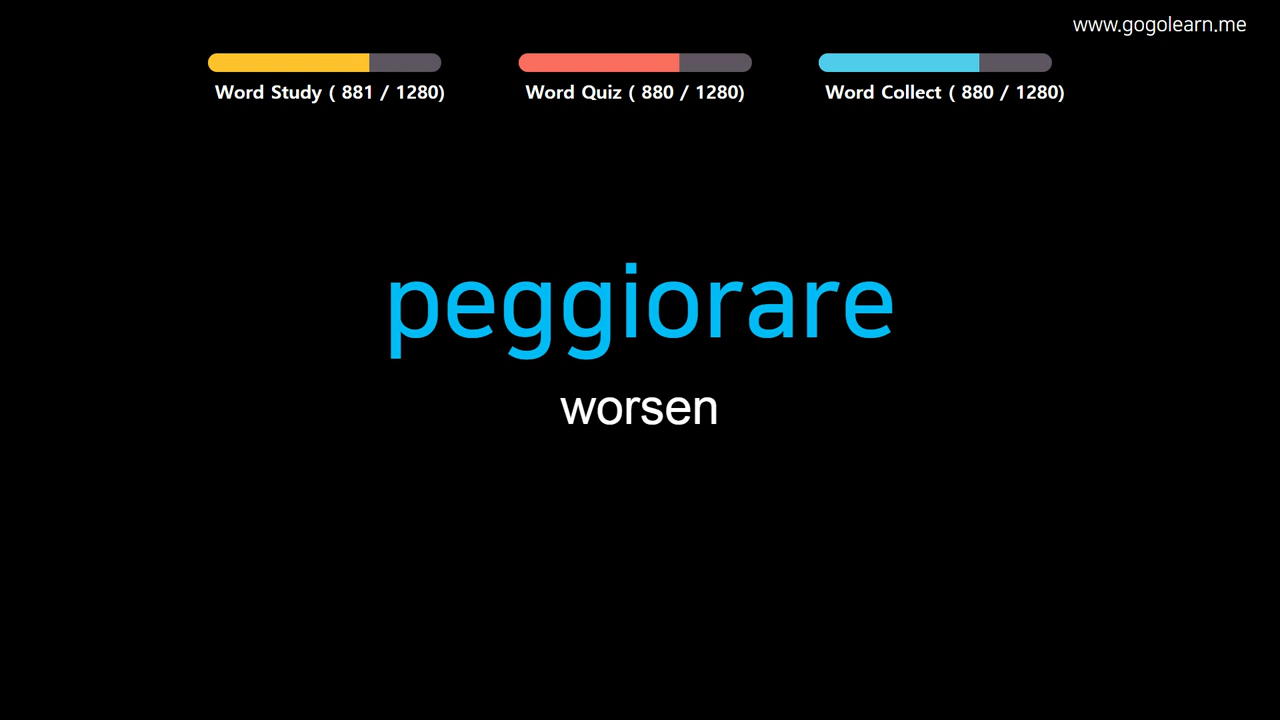 www.gogolearn.me
Word Study ( 881 / 1280)
Word Quiz ( 880 / 1280)
Word Collect ( 880 / 1280)
peggiorare
worsen